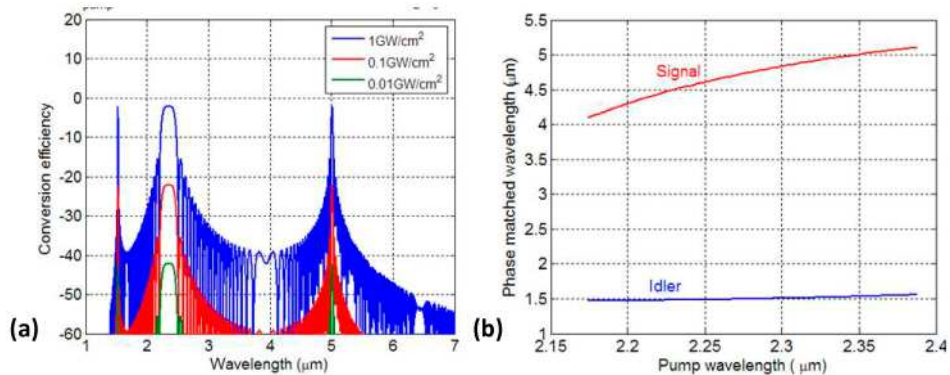 pump
20
10
0
-10
-20
-30
-40
-50
-60
Conversion efficiency
1GW/cm²
0.1GW/cm²
0.01GW/cm²
1 2 3 4 5 6 7
Wavelength (μm)
(a)
5.5
5
4.5
4
3.5
3
2.5
2
1.5
1
Phase matched wavelength (μm)
Signal
Idler
2.15 2.2 2.25 2.3 2.35 2.4
Pump wavelength ( μm)
(b)